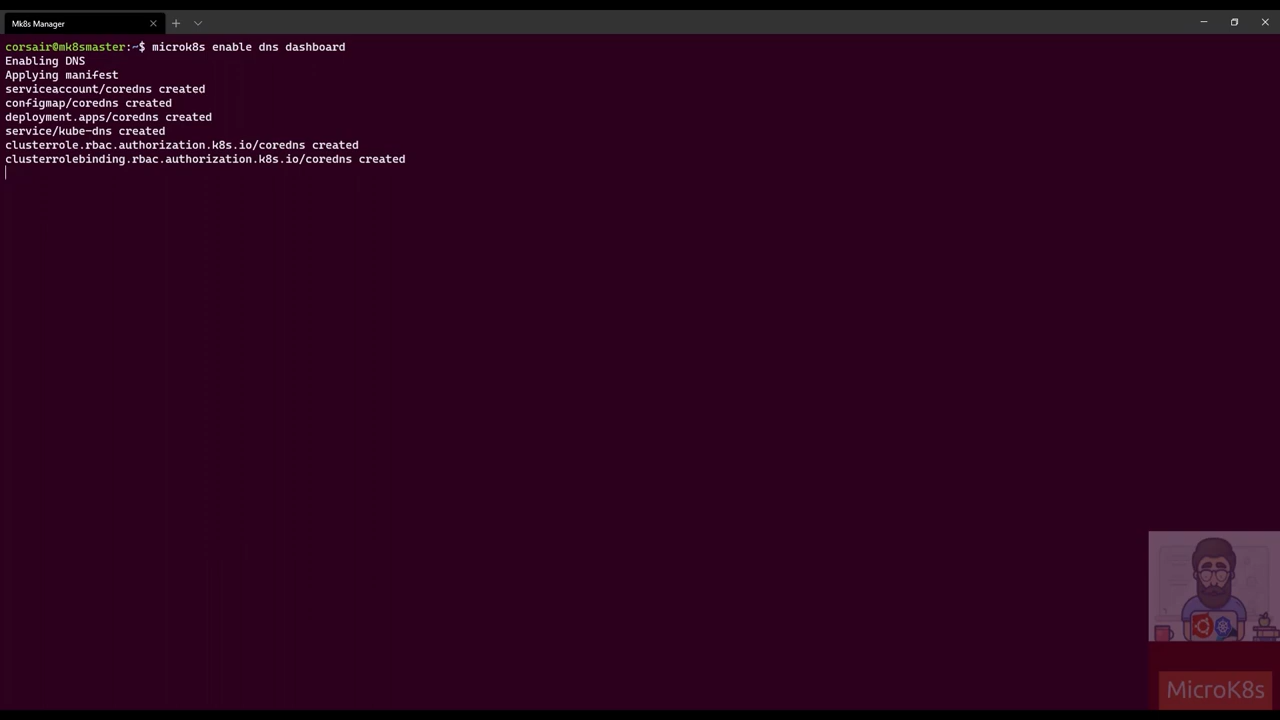 Mk8s Manager
corsair@mk8smaster:~$ microk8s enable dns dashboard
Enabling DNS
Applying manifest
serviceaccount/coredns created
configmap/coredns created
deployment.apps/coredns created
service/kube-dns created
clusterrole.rbac.authorization.k8s.io/coredns created
clusterrolebinding.rbac.authorization.k8s.io/coredns created
MicroK8s